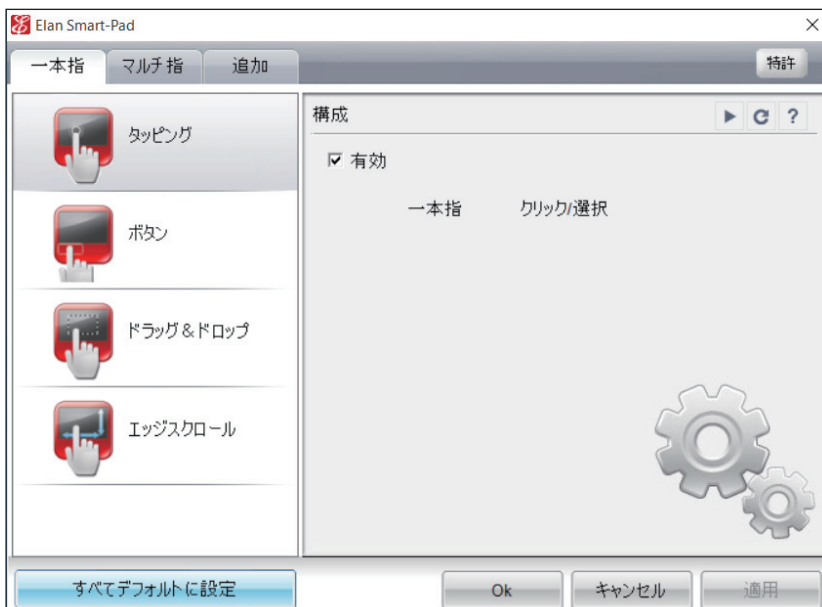 Elan Smart-Pad
一本指 マルチ指 追加 特許
タッピング
ボタン
ドラッグ&ドロップ
エッジスクロール
構成
?
有効
一本指 クリック/選択
すべてデフォルトに設定 Ok キャンセル 適用